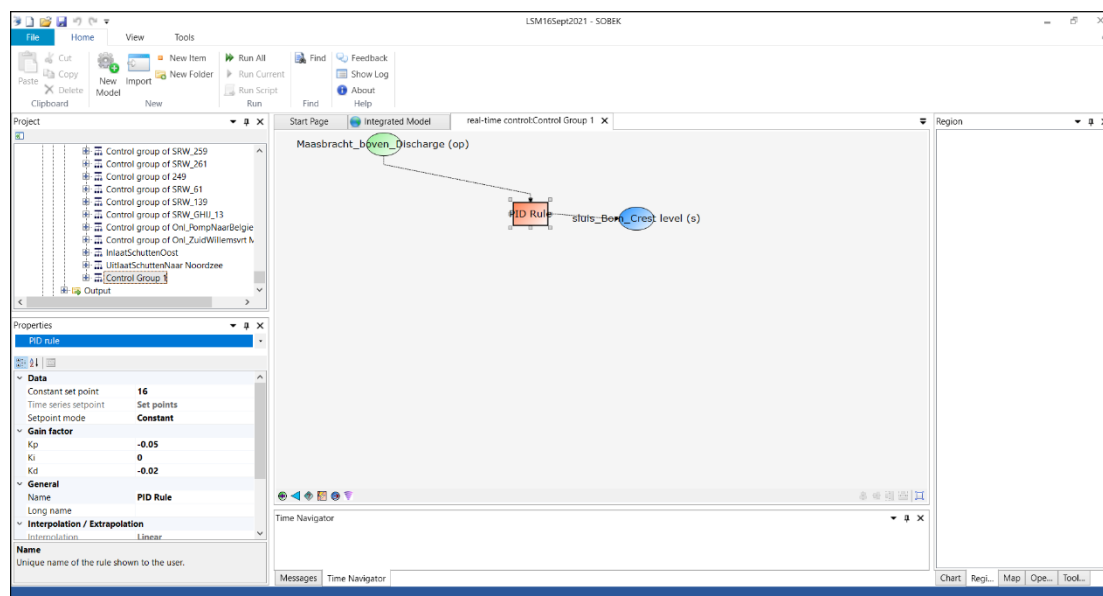 LSM16Sept2021 - SOBEK
File Home View Tools
Cut
Copy
Delete
Paste
Clipboard
New Model
Import
New Item
New Folder
New
Run All
Run Current
Run Script
Run
Find
Find
Feedback
Show Log
About
Help
Project
Control group of SRW_259
Control group of SRW_261
Control group of 249
Control group of SRW_61
Control group of SRW_139
Control group of SRW_GHIJ_13
Control group of Onl_PompNaarBelgie
Control group of Onl_ZuidWillemsvrt
InlaatSchuttenOost
UitlaatSchuttenNaar Noordzee
Control Group 1
Output
Properties
PID rule
Data
Constant set point 16
Time series setpoint Set points
Setpoint mode Constant
Gain factor
Kp -0.05
Ki 0
Kd -0.02
General
Name PID Rule
Long name
Interpolation / Extrapolation
Interpolation Linear
Name
Unique name of the rule shown to the user.
Start Page Integrated Model real-time control:Control Group 1
Maasbracht_boven_Discharge (op)
PID Rule
sluis_Born_Crest level (s)
Time Navigator
Messages Time Navigator
Region
Chart Regi... Map Ope... Tool...